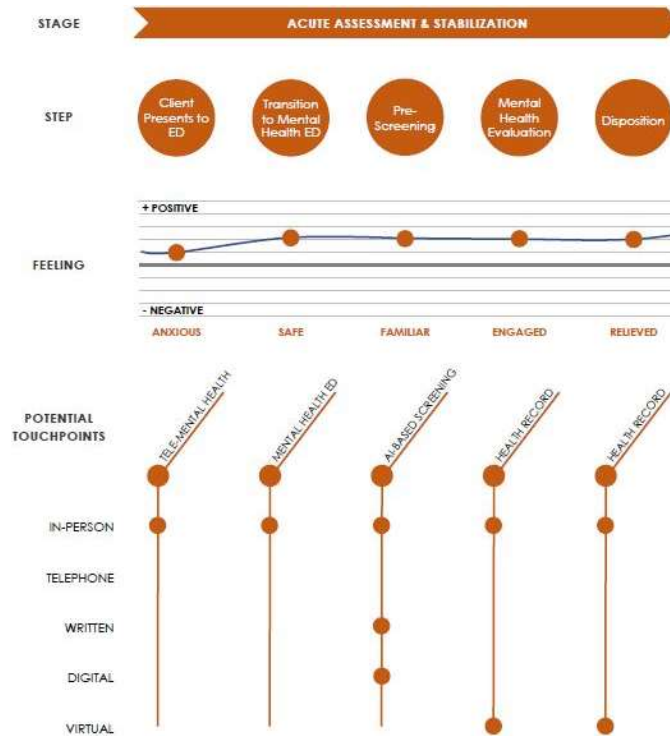 STAGE
ACUTE ASSESSMENT & STABILIZATION
STEP
Client
Presents to
ED
Transition
to Mental
Health ED
Pre-
Screening
Mental
Health
Evaluation
Disposition
+ POSITIVE
FEELING
- NEGATIVE
ANXIOUS
SAFE
FAMILIAR
ENGAGED
RELIEVED
POTENTIAL
TOUCHPOINTS
TELE-MENTAL HEALTH
MENTAL HEALTH ED
AI-BASED SCREENING
HEALTH RECORD
HEALTH RECORD
IN-PERSON
TELEPHONE
WRITTEN
DIGITAL
VIRTUAL